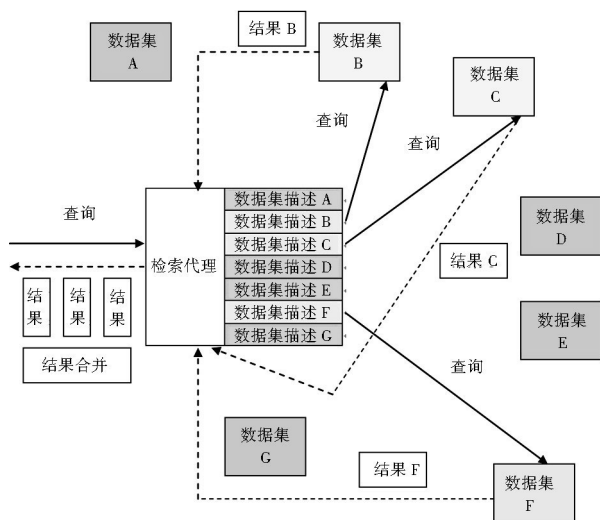 结果 B
数据集
A
数据集
B
数据集
C
查询
查询
查询
检索代理
数据集描述 A
数据集描述 B
数据集描述 C
数据集描述 D
数据集描述 E
数据集描述 F
数据集描述 G
数据集
D
结果 C
结果
结果
结果
结果合并
数据集
E
查询
数据集
G
结果 F
数据集
F